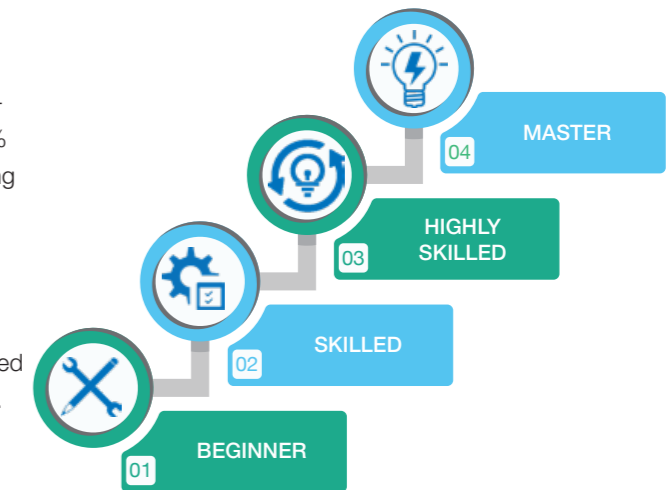 %
MASTER
04
HIGHLY
SKILLED
03
SKILLED
02
BEGINNER
01